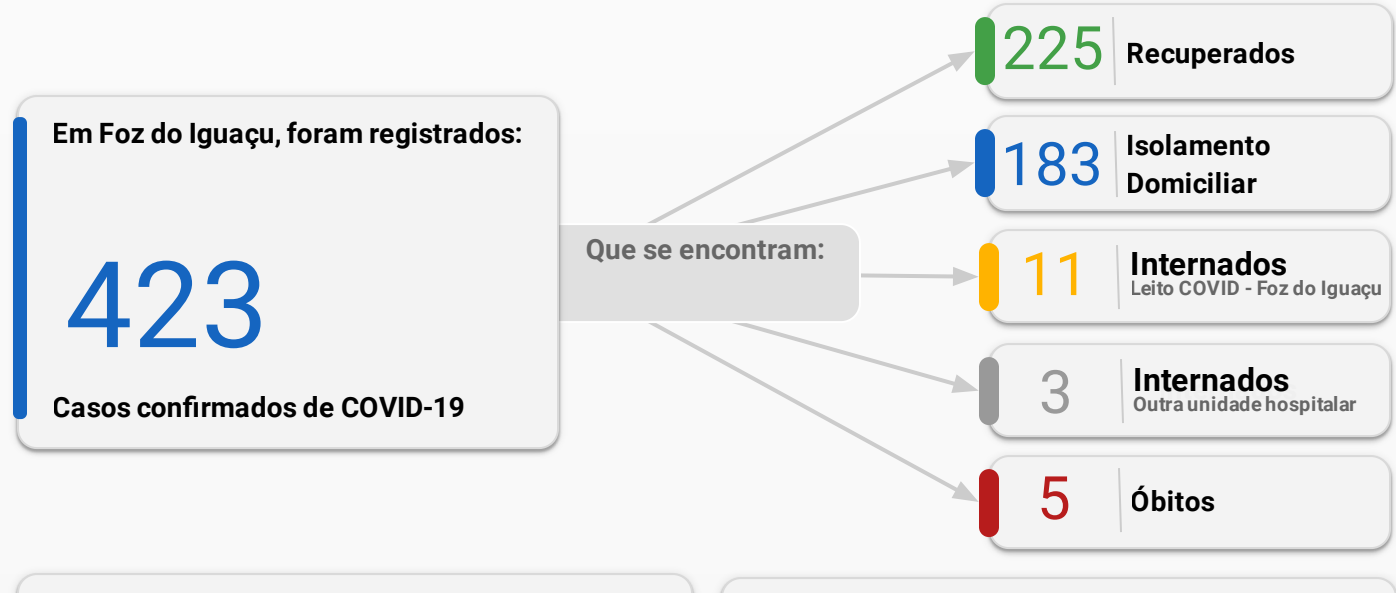 Em Foz do Iguaçu, foram registrados:
423
Casos confirmados de COVID-19
Que se encontram:
225
Recuperados
183
Isolamento
Domiciliar
11
Internados
Leito COVID - Foz do Iguaçu
3
Internados
Outra unidade hospitalar
5
Óbitos